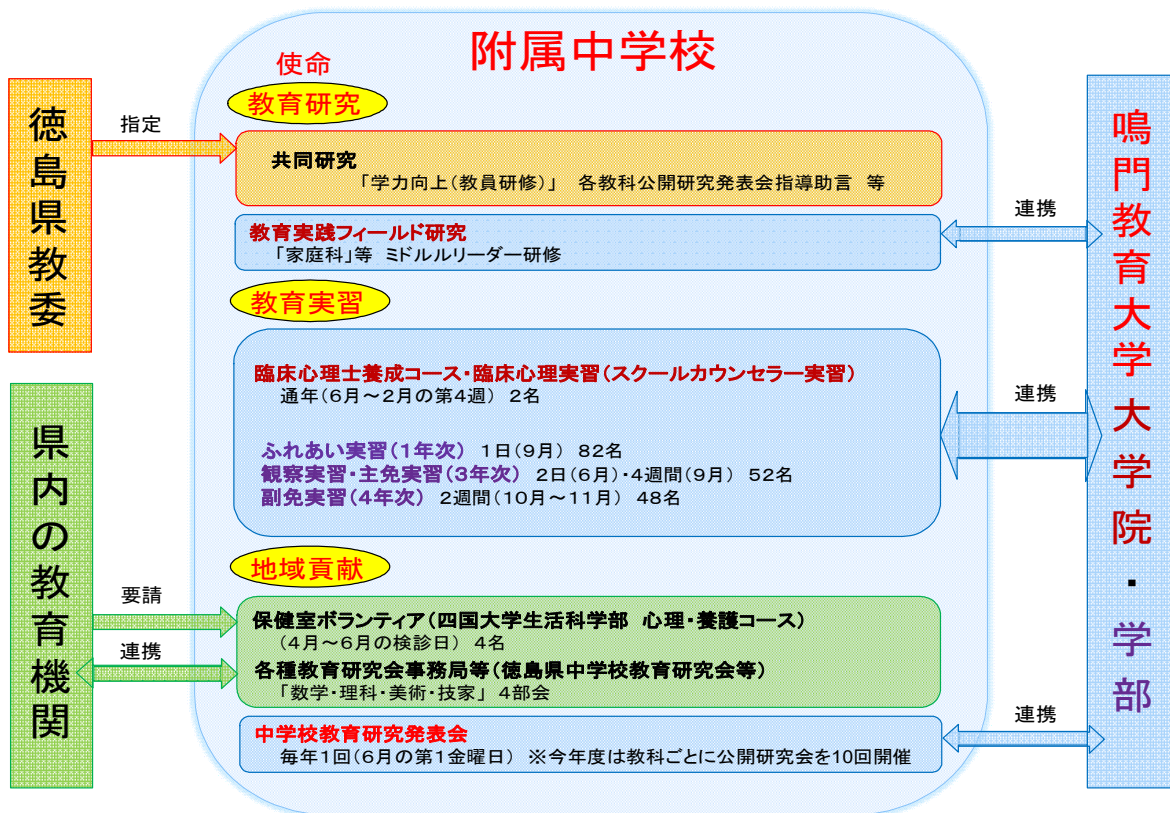 附属中学校
使命
教育研究
徳島県教委
指定
共同研究
「学力向上(教員研修)」 各教科公開研究発表会指導助言 等
教育実践フィールド研究
「家庭科」等 ミドルルリーダー研修
連携
鳴門教育大学大学院・学部
教育実習
臨床心理士養成コース・臨床心理実習(スクールカウンセラー実習)
通年(6月～2月の第4週) 2名
ふれあい実習(1年次) 1日(9月) 82名
観察実習・主免実習(3年次) 2日(6月)・4週間(9月) 52名
副免実習(4年次) 2週間(10月～11月) 48名
連携
県内の教育機関
地域貢献
要請
保健室ボランティア(四国大学生活科学部 心理・養護コース)
(4月～6月の検診日) 4名
連携
各種教育研究会事務局等(徳島県中学校教育研究会等)
「数学・理科・美術・技家」 4部会
中学校教育研究発表会
毎年1回(6月の第1金曜日) ※今年度は教科ごとに公開研究会を10回開催
連携